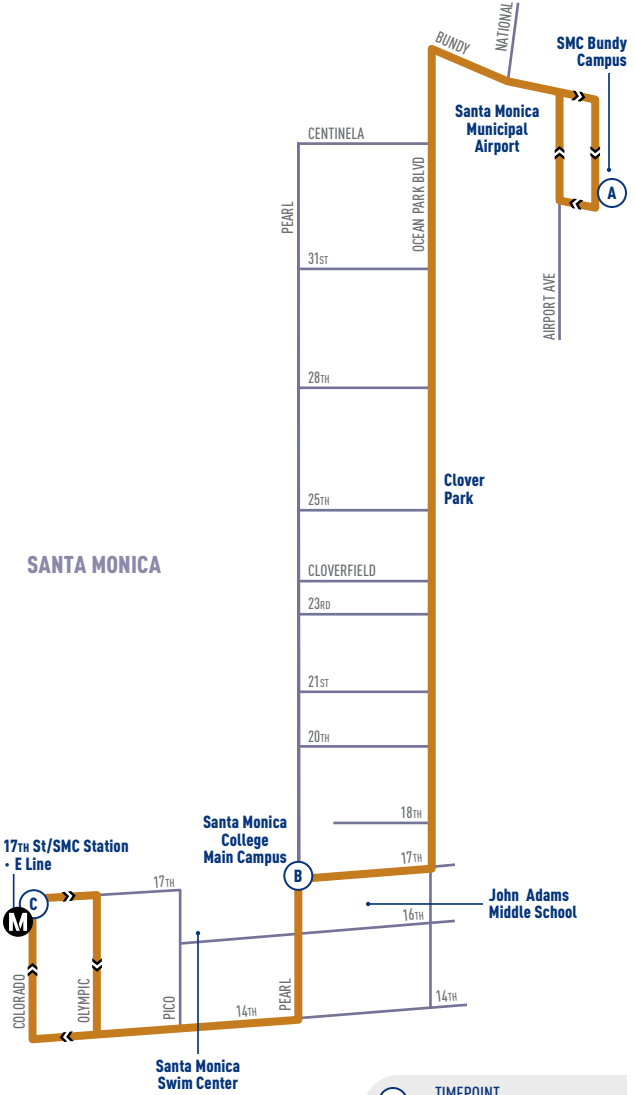 NATIONAL
BUNDY
SMC Bundy
Campus
Santa Monica
Municipal
Airport
A
CENTINELA
PEARL
OCEAN PARK BLVD
31ST
AIRPORT AVE
28TH
Clover
Park
25TH
SANTA MONICA
CLOVERFIELD
23RD
21ST
20TH
18TH
Santa Monica
College
Main Campus
17TH St/SMC Station
• E Line
17TH
B
17TH
C
M
John Adams
Middle School
16TH
COLORADO
OLYMPIC
PICO
14TH
PEARL
14TH
Santa Monica
Swim Center
TIMEPOINT